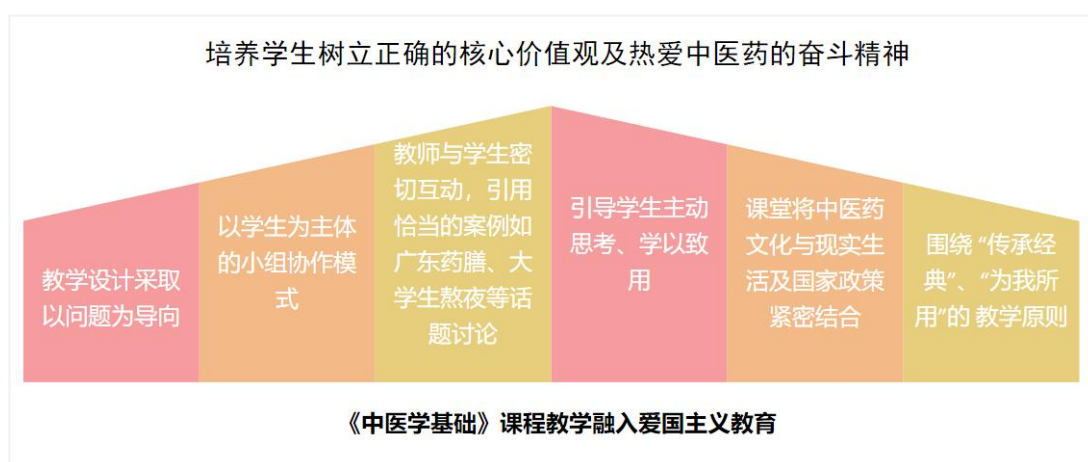 培养学生树立正确的核心价值观及热爱中医药的奋斗精神
教学设计采取
以问题为导向
以学生为主体
的小组协作模
式
教师与学生密
切互动，引用
恰当的案例如
广东药膳、大
学生熬夜等话
题讨论
引导学生主动
思考、学以致
用
课堂将中医药
文化与现实生
活及国家政策
紧密结合
围绕 “传承经
典”、“为我所
用”的 教学原则
《中医学基础》课程教学融入爱国主义教育